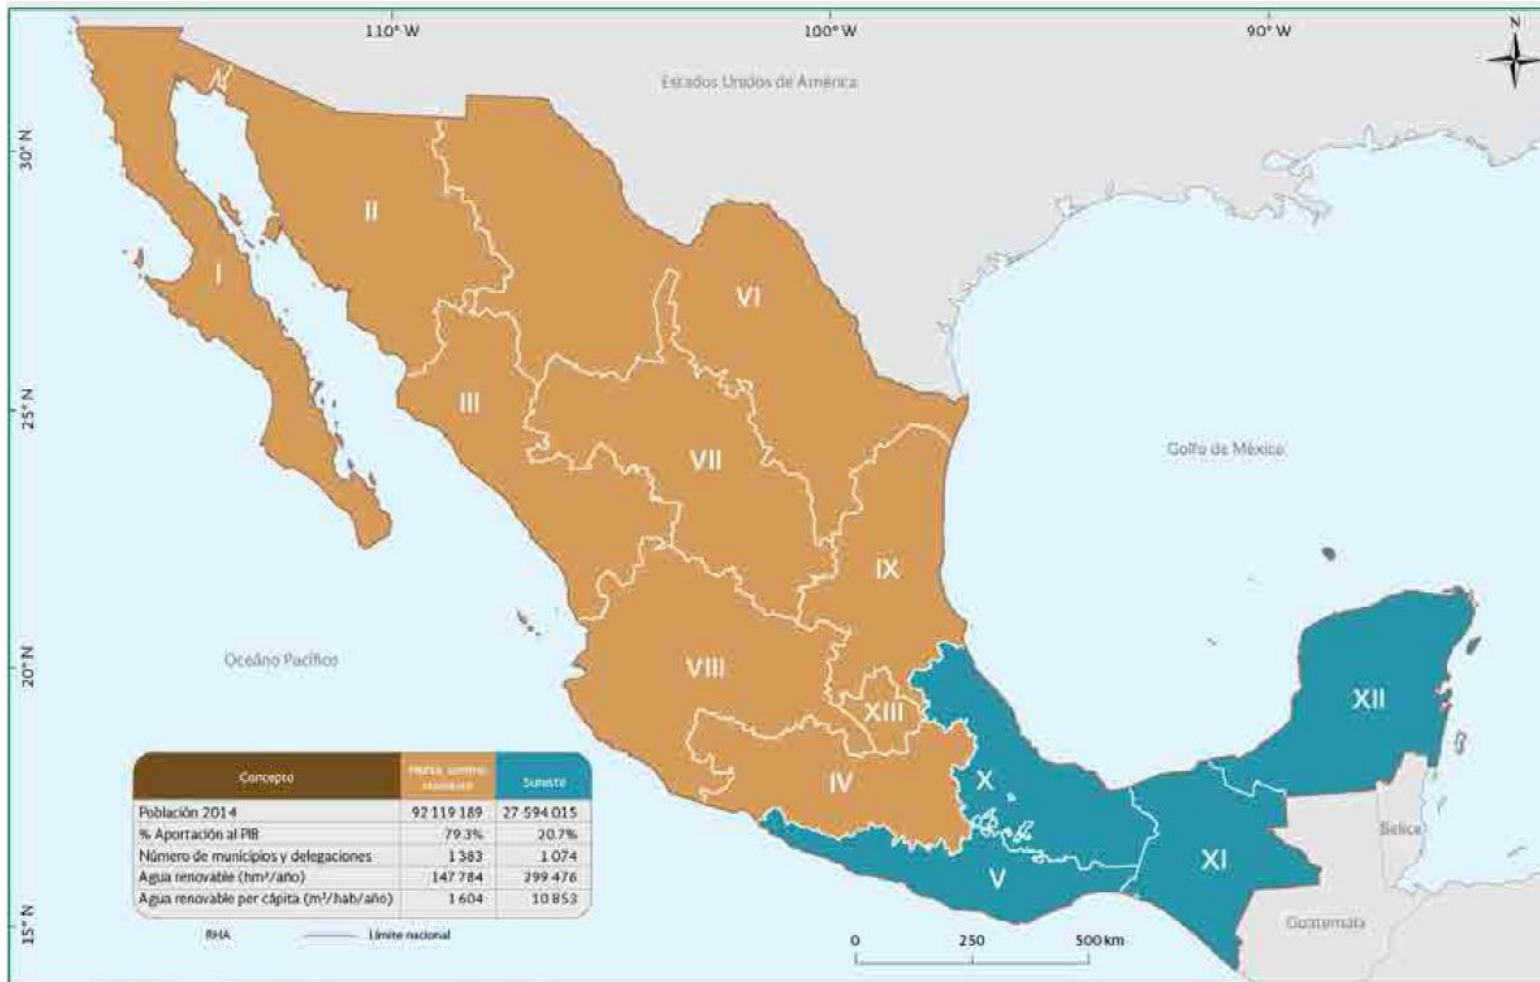 110° W 100° W 90° W
N
Estados Unidos de América
30° N
II
I
VI
25° N
III
VII
Golfo de México
IX
20° N
Océano Pacífico
VIII
XII
XIII
IV
X
XI
V
Belice
Guatemala
15° N
Concepto Sureste
Población 2014 92 119 189 27 594 015
% Aportación al PIB 79.3% 20.7%
Número de municipios y delegaciones 1 383 1 074
Agua renovable (hm³/año) 147 784 299 476
Agua renovable per cápita (m³/hab/año) 1 604 10 853
RHA Límite nacional
0 250 500 km